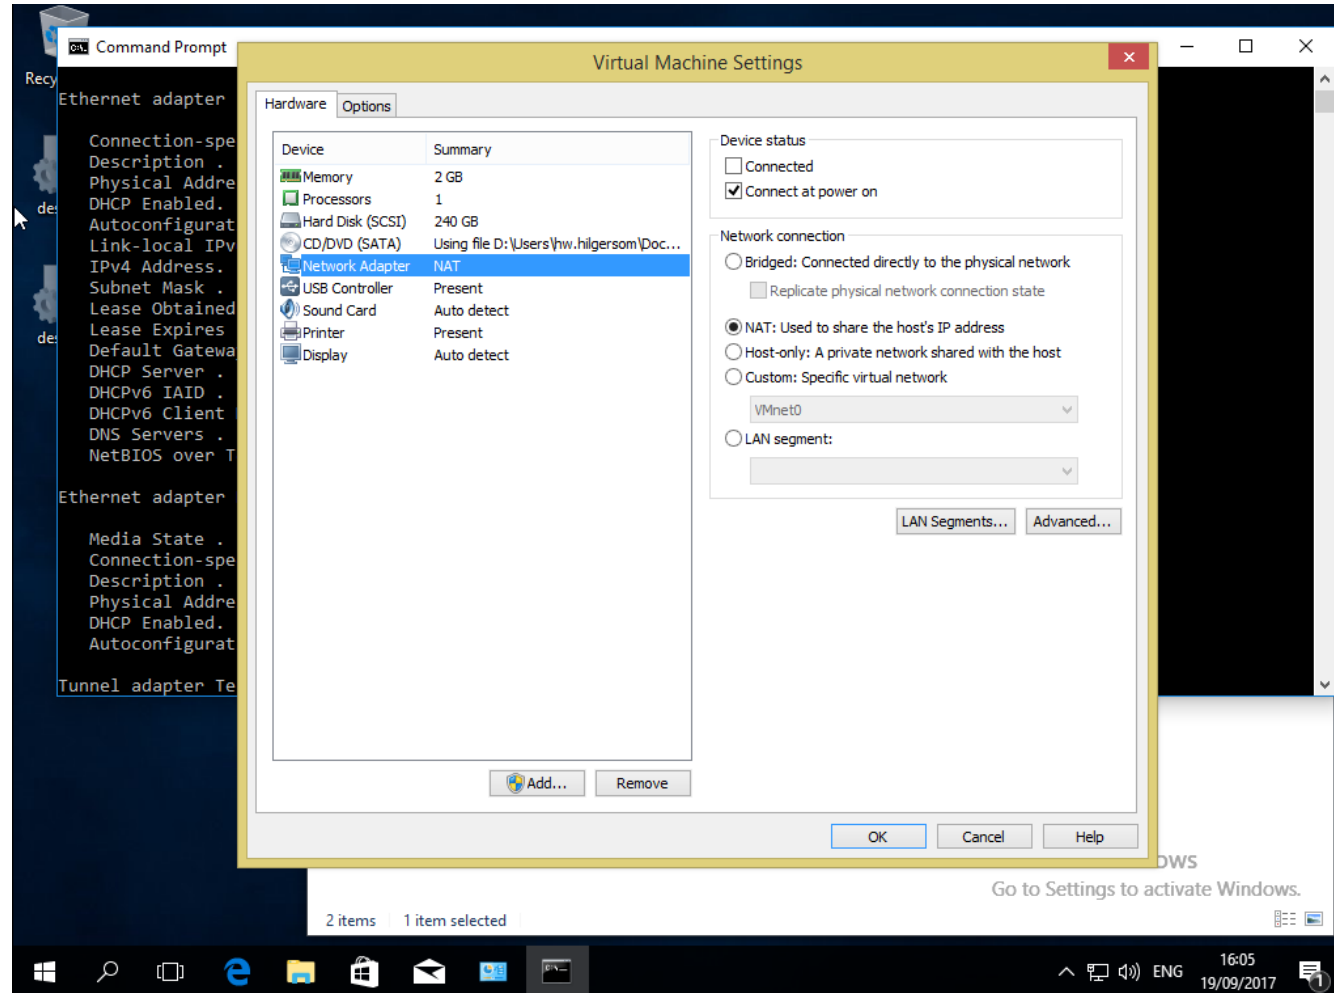 Recy
Command Prompt
Virtual Machine Settings
Ethernet adapter
Connection-spe
Description .
Physical Addre
DHCP Enabled.
Autoconfigurat
Link-local IPv
IPv4 Address.
Subnet Mask .
Lease Obtained
Lease Expires
Default Gatewa
DHCP Server .
DHCPv6 IAID .
DHCPv6 Client
DNS Servers .
NetBIOS over T
Ethernet adapter
Media State .
Connection-spe
Description .
Physical Addre
DHCP Enabled.
Autoconfigurat
Tunnel adapter Te
des
des
Hardware Options
Device Summary
Memory 2 GB
Processors 1
Hard Disk (SCSI) 240 GB
CD/DVD (SATA) Using file D:\Users\hw.hilgersom\Doc...
Network Adapter NAT
USB Controller Present
Sound Card Auto detect
Printer Present
Display Auto detect
Add... Remove
Device status
Connected
Connect at power on
Network connection
Bridged: Connected directly to the physical network
Replicate physical network connection state
NAT: Used to share the host's IP address
Host-only: A private network shared with the host
Custom: Specific virtual network
VMnet0
LAN segment:
LAN Segments... Advanced...
OK Cancel Help
ows
Go to Settings to activate Windows.
2 items 1 item selected
ENG
16:05
19/09/2017
1